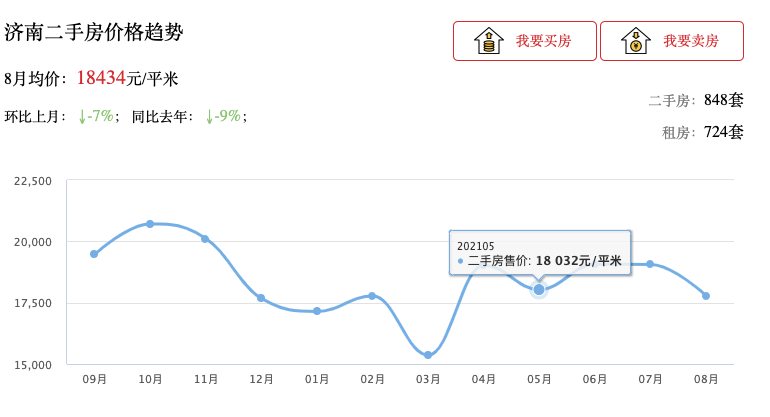 济南二手房价格趋势
我要买房
我要卖房
8月均价：18434元/平米
环比上月：↓-7%； 同比去年：↓-9%；
二手房：848套
租房：724套
22,500
20,000
17,500
15,000
202105
● 二手房售价: 18 032元/平米
09月 10月 11月 12月 01月 02月 03月 04月 05月 06月 07月 08月